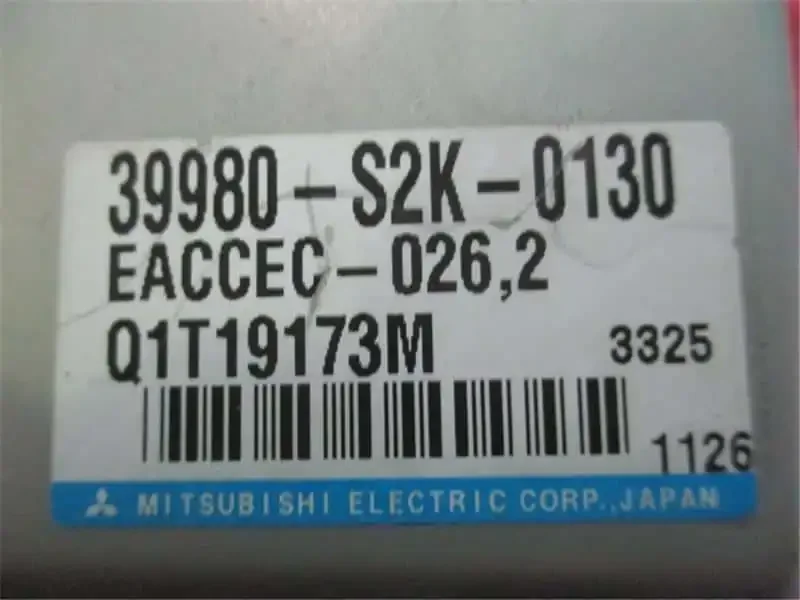 39980-S2K-0130
EACCEC-026,2
Q1T19173M 3325
1126
MITSUBISHI ELECTRIC CORP.,JAPAN